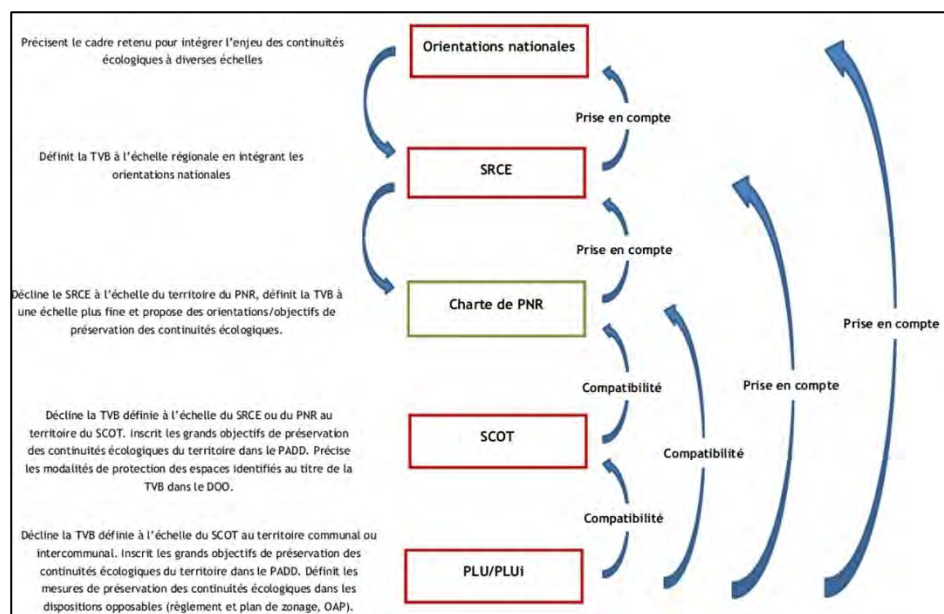 Précisent le cadre retenu pour intégrer l'enjeu des continuités
écologiques à diverses échelles
Orientations nationales
Prise en compte
Définit la TVB à l'échelle régionale en intégrant les
orientations nationales
SRCE
Prise en compte
Décline le SRCE à l'échelle du territoire du PNR, définit la TVB à
une échelle plus fine et propose des orientations/objectifs de
préservation des continuités écologiques.
Charte de PNR
Prise en compte
Compatibilité
Prise en compte
Décline la TVB définie à l'échelle du SRCE ou du PNR au
territoire du SCOT. Inscrit les grands objectifs de préservation
des continuités écologiques du territoire dans le PADD. Précise
les modalités de protection des espaces identifiés au titre de la
TVB dans le DOO.
SCOT
Compatibilité
Compatibilité
Décline la TVB définie à l'échelle du SCOT au territoire communal ou
intercommunal. Inscrit les grands objectifs de préservation des
continuités écologiques du territoire dans le PADD. Définit les
mesures de préservation des continuités écologiques dans les
dispositions opposables (règlement et plan de zonage, OAP).
PLU/PLUi